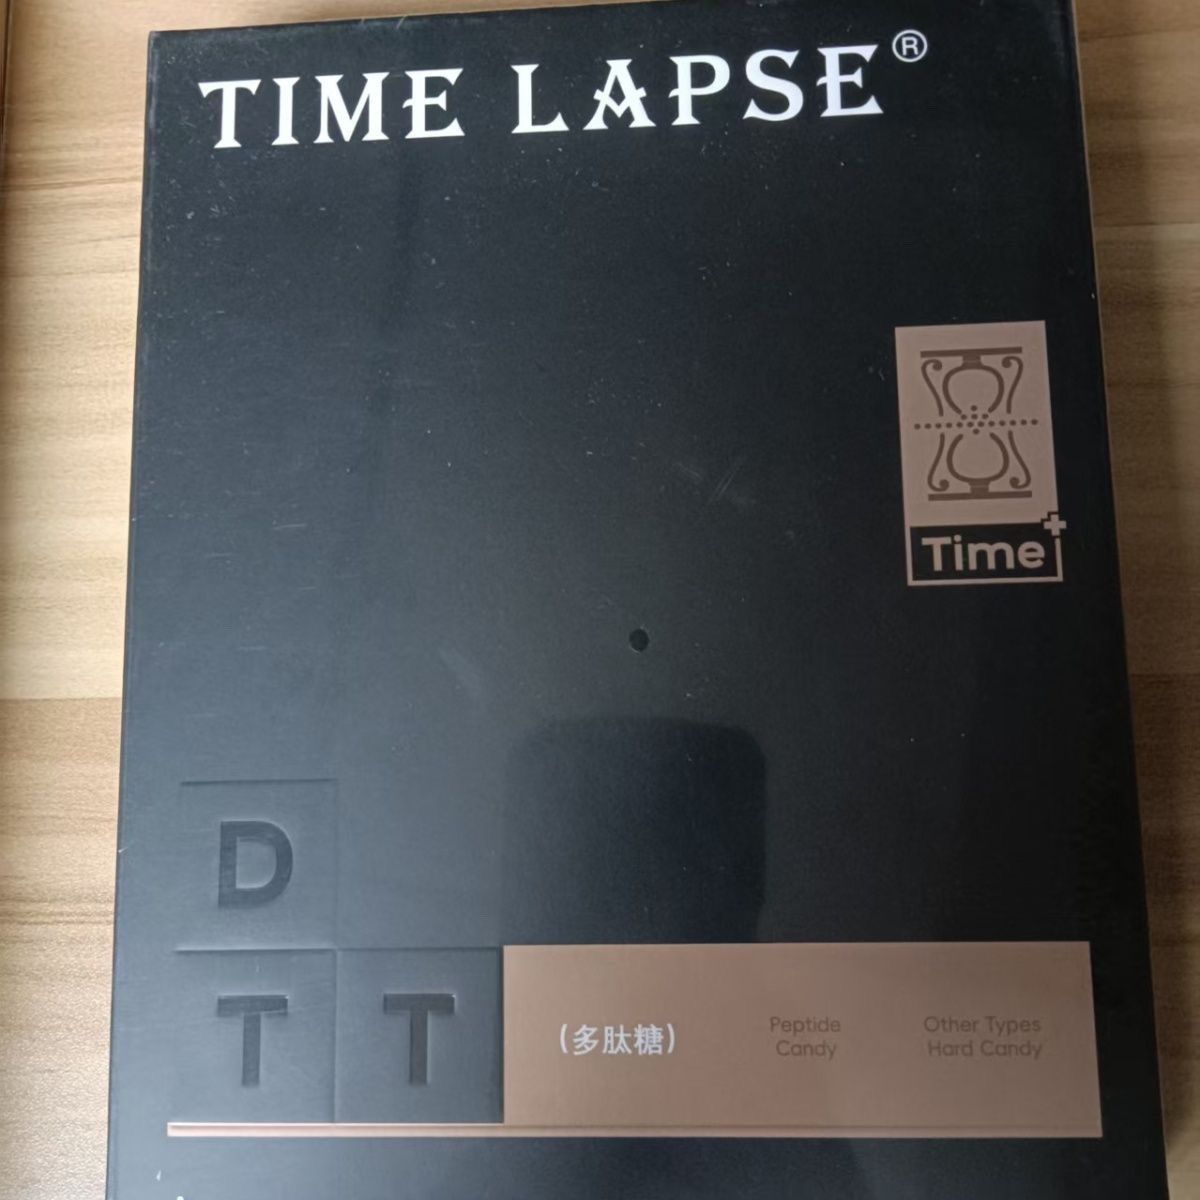 TIME LAPSE®
Time+
D
T T
(多肽糖)
Peptide
Candy
Other Types
Hard Candy